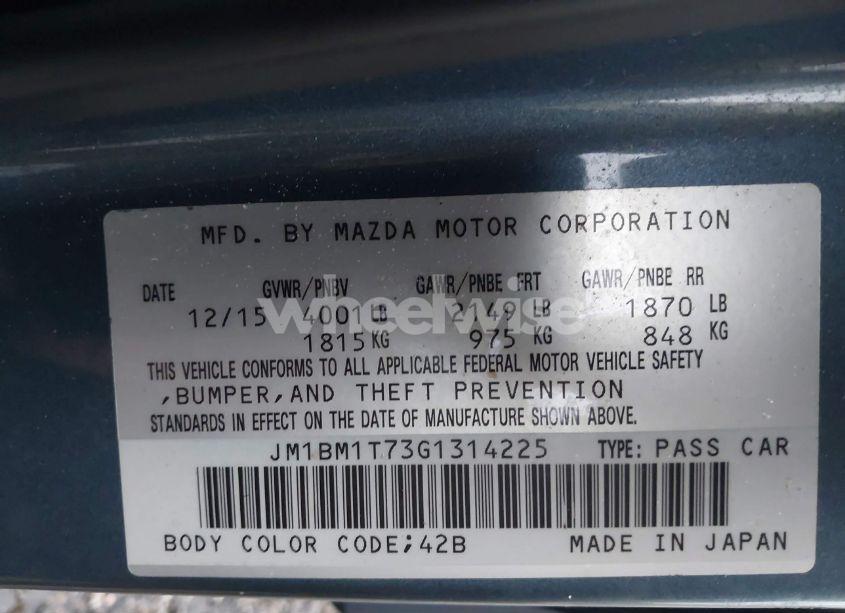 MFD. BY MAZDA MOTOR CORPORATION
DATE GVWR/PNBV GAWR/PNBE FRT GAWR/PNBE RR
12/15 4001 LB 2149 LB 1870 LB
1815 KG 975 KG 848 KG
wheelwise
THIS VEHICLE CONFORMS TO ALL APPLICABLE FEDERAL MOTOR VEHICLE SAFETY
,BUMPER,AND THEFT PREVENTION
STANDARDS IN EFFECT ON THE DATE OF MANUFACTURE SHOWN ABOVE.
JM1BM1T73G1314225 TYPE: PASS CAR
BODY COLOR CODE;42B MADE IN JAPAN